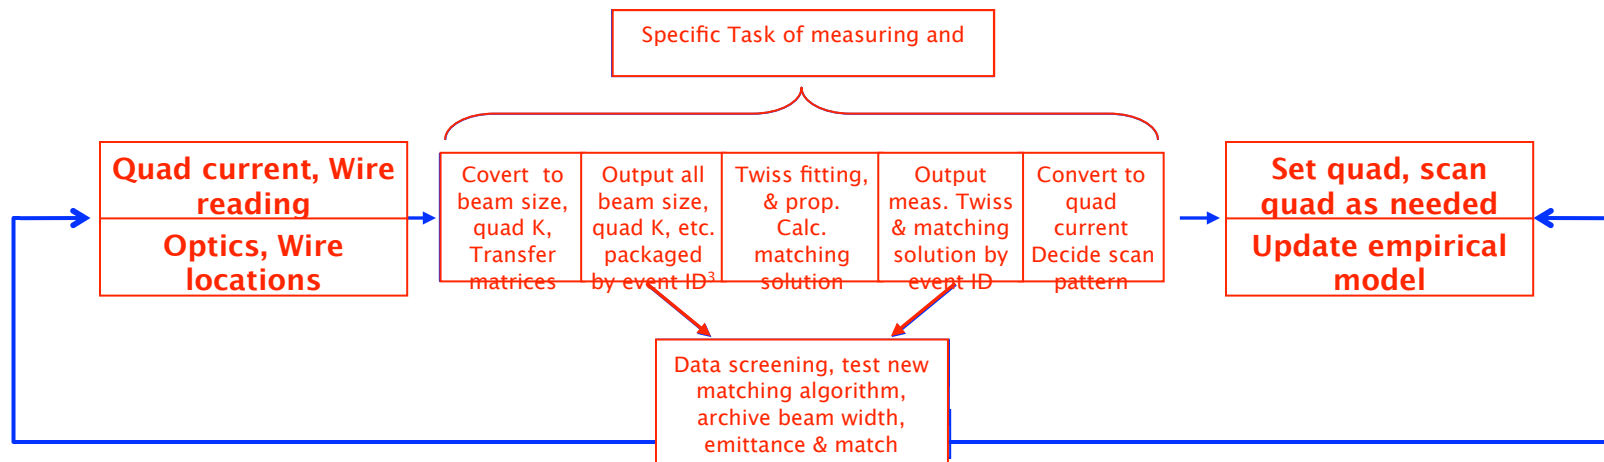 Specific Task of measuring and
Quad current, Wire
reading
Optics, Wire
locations
Covert to
beam size,
quad K,
Transfer
matrices
Output all
beam size,
quad K, etc.
packaged
by event ID³
Twiss fitting,
& prop.
Calc.
matching
solution
Output
meas. Twiss
& matching
solution by
event ID
Convert to
quad
current
Decide scan
pattern
Set quad, scan
quad as needed
Update empirical
model
Data screening, test new
matching algorithm,
archive beam width,
emittance & match